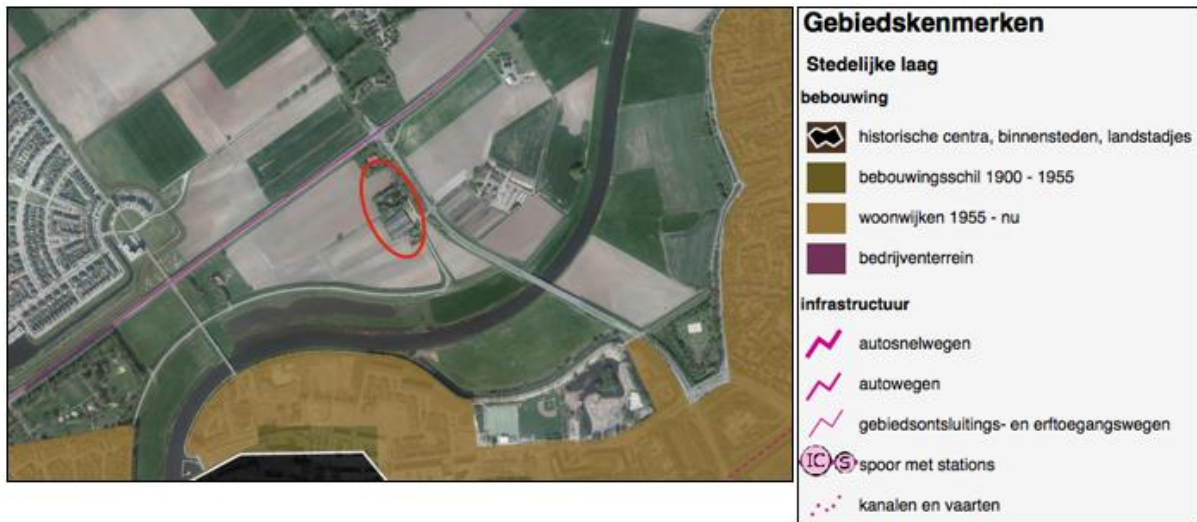 Gebiedskenmerken
Stedelijke laag
bebouwing
historische centra, binnensteden, landstadjes
bebouwingsschil 1900 - 1955
woonwijken 1955 - nu
bedrijventerrein
infrastructuur
autosnelwegen
autowegen
gebiedsontsluitings- en erftoegangswegen
IC S spoor met stations
kanalen en vaarten